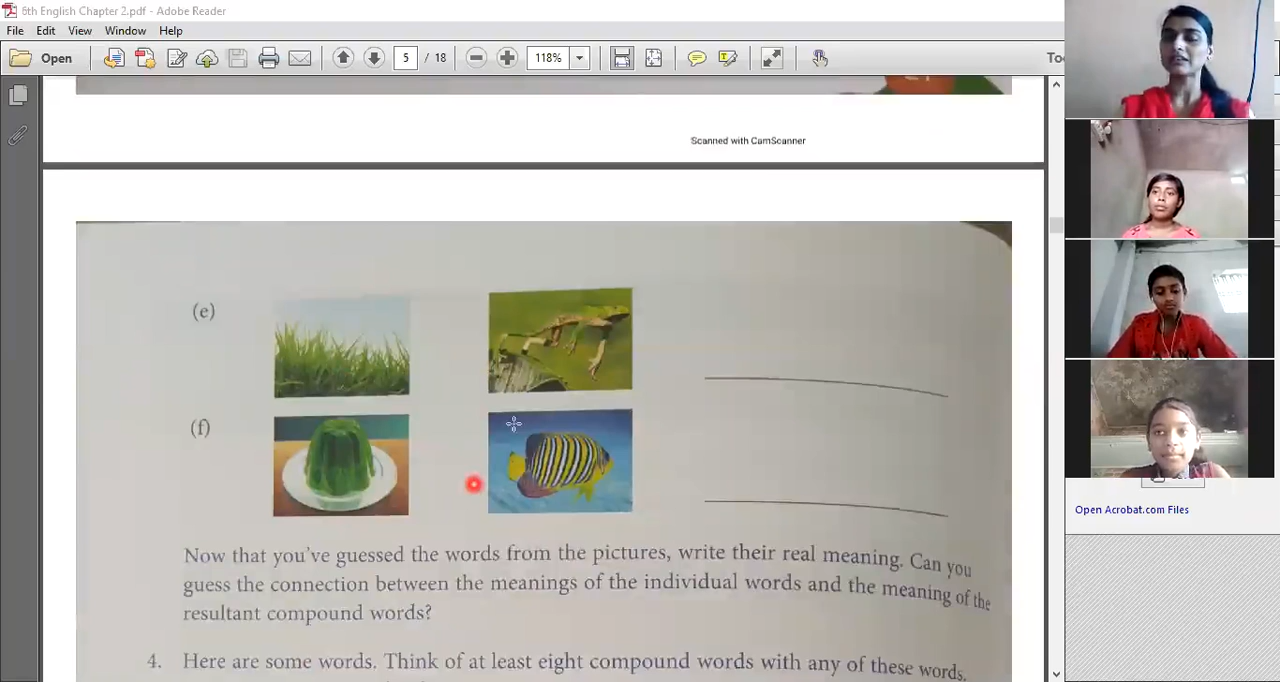 6th English Chapter 2.pdf - Adobe Reader
File Edit View Window Help
Open 5 / 18 118%
Scanned with CamScanner
(e)
(f)
Now that you've guessed the words from the pictures, write their real meaning. Can you
guess the connection between the meanings of the individual words and the meaning of the
resultant compound words?
4. Here are some words. Think of at least eight compound words with any of these words.
Open Acrobat.com Files